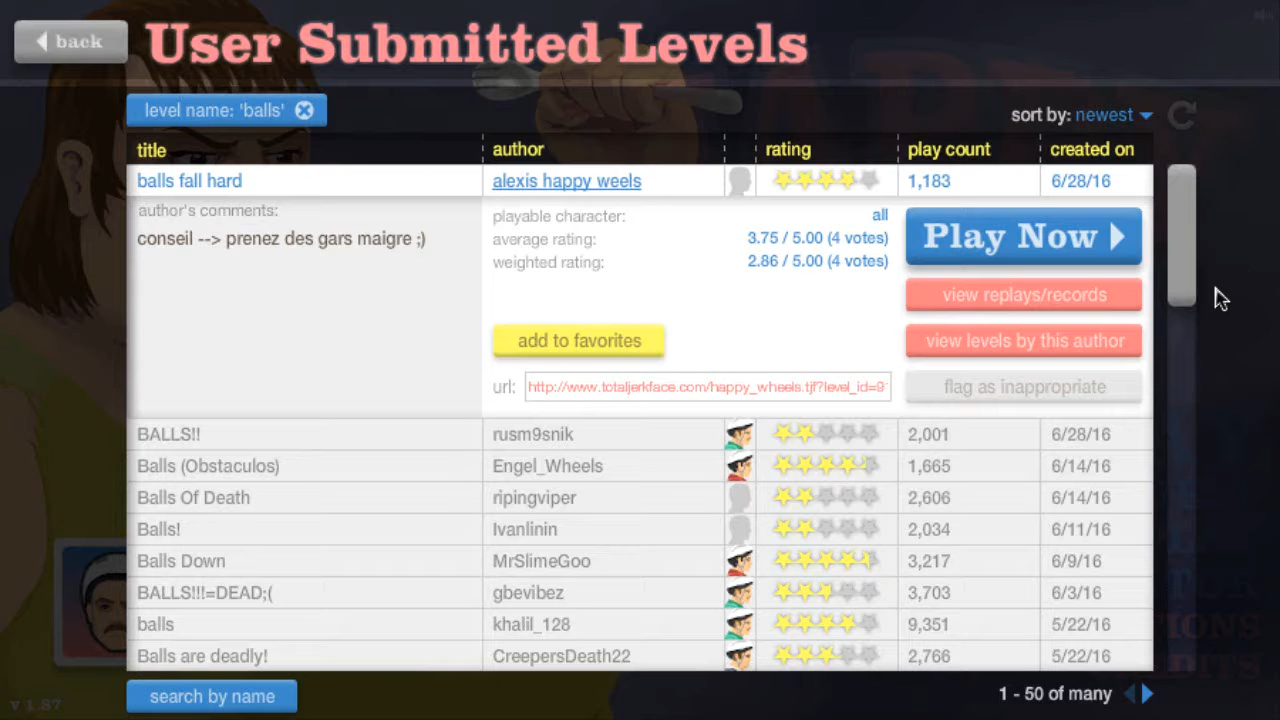 back
User Submitted Levels
level name: 'balls'
sort by: newest
title author rating play count created on
balls fall hard alexis happy weels 1,183 6/28/16
author's comments:
conseil --> prenez des gars maigre ;)
playable character: all
average rating: 3.75 / 5.00 (4 votes)
weighted rating: 2.86 / 5.00 (4 votes)
Play Now
view replays/records
add to favorites
view levels by this author
url: http://www.totaljerkface.com/happy_wheels.tjf?level_id=9
flag as inappropriate
BALLS!! rusm9snik 2,001 6/28/16
Balls (Obstaculos) Engel_Wheels 1,665 6/14/16
Balls Of Death ripingviper 2,606 6/14/16
Balls! Ivanlinin 2,034 6/11/16
Balls Down MrSlimeGoo 3,217 6/9/16
BALLS!!!=DEAD;( gbevibez 3,703 6/3/16
balls khalil_128 9,351 5/22/16
Balls are deadly! CreepersDeath22 2,766 5/22/16
search by name
1 - 50 of many
v 1.87